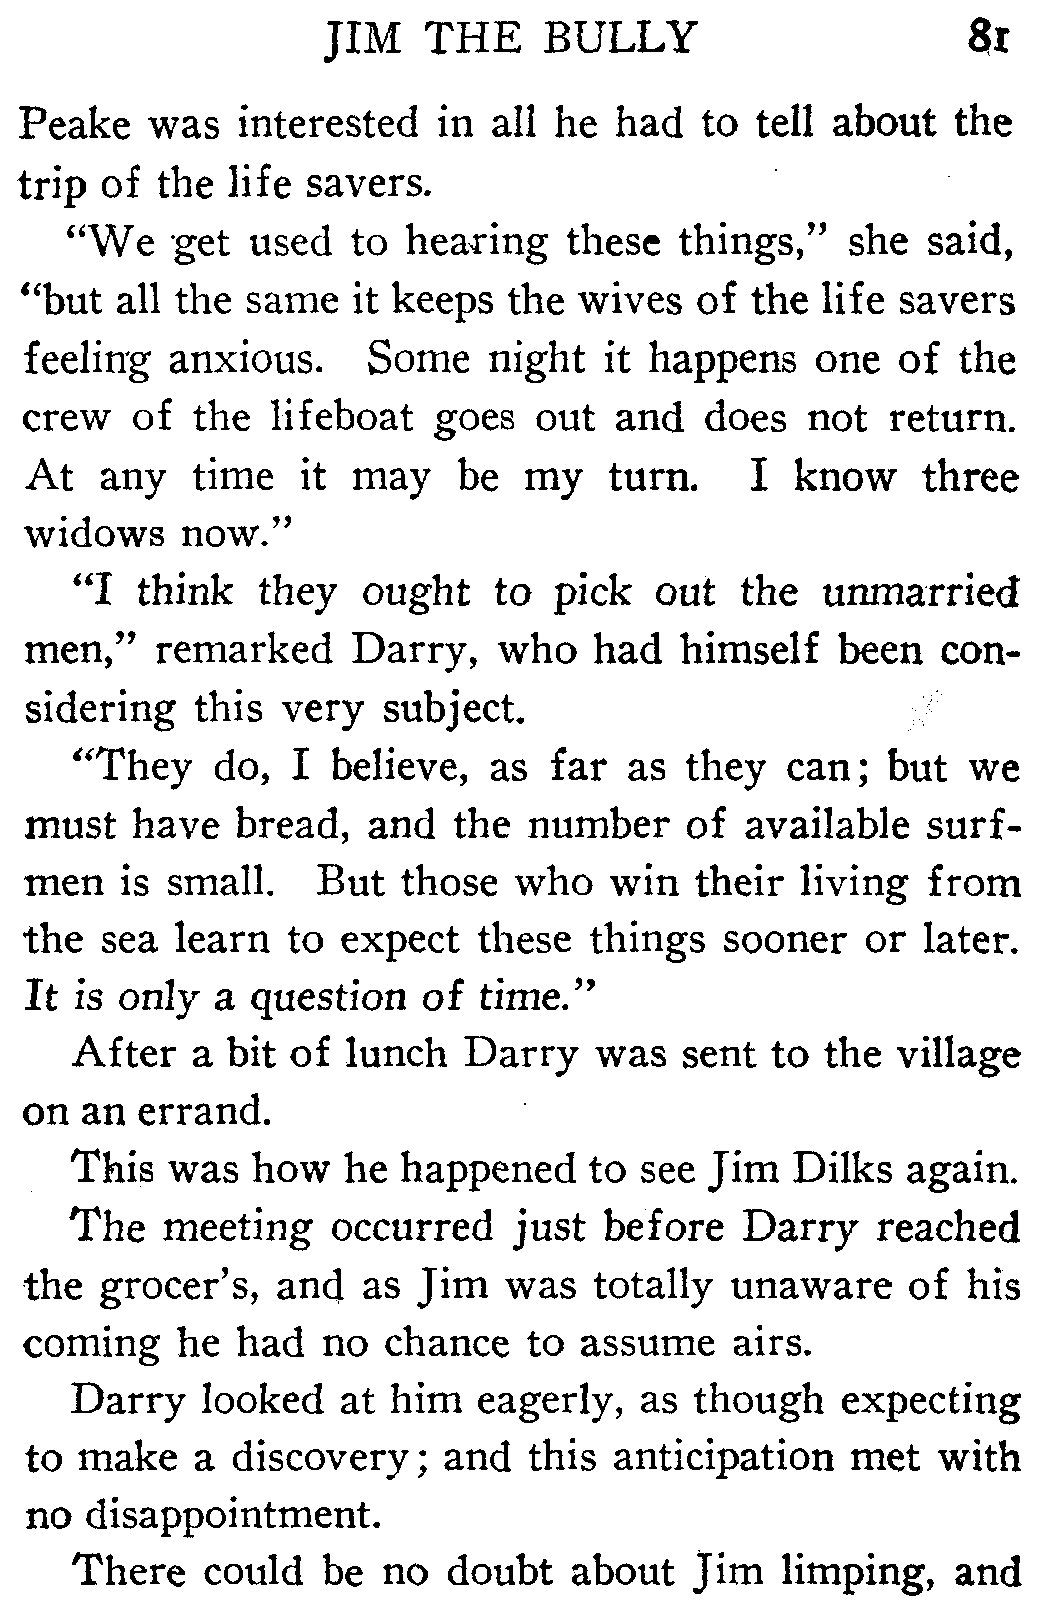 JIM THE BULLY 81
Peake was interested in all he had to tell about the
trip of the life savers.
“We get used to hearing these things,” she said,
“but all the same it keeps the wives of the life savers
feeling anxious. Some night it happens one of the
crew of the lifeboat goes out and does not return.
At any time it may be my turn. I know three
widows now.”
“I think they ought to pick out the unmarried
men,” remarked Darry, who had himself been con-
sidering this very subject.
“They do, I believe, as far as they can; but we
must have bread, and the number of available surf-
men is small. But those who win their living from
the sea learn to expect these things sooner or later.
It is only a question of time.”
After a bit of lunch Darry was sent to the village
on an errand.
This was how he happened to see Jim Dilks again.
The meeting occurred just before Darry reached
the grocer’s, and as Jim was totally unaware of his
coming he had no chance to assume airs.
Darry looked at him eagerly, as though expecting
to make a discovery; and this anticipation met with
no disappointment.
There could be no doubt about Jim limping, and